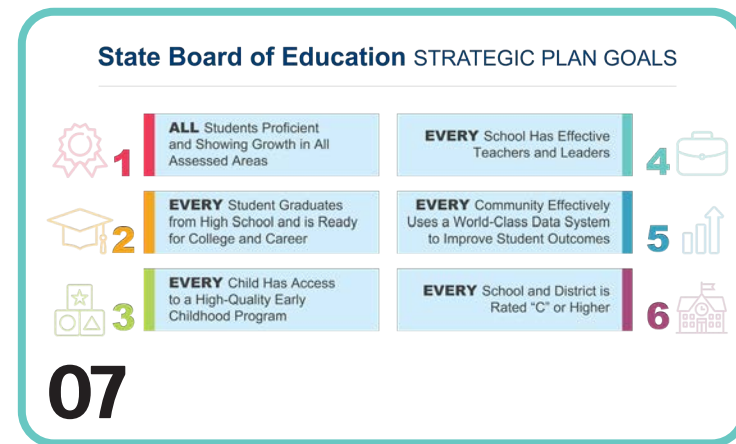 State Board of Education STRATEGIC PLAN GOALS
1
ALL Students Proficient
and Showing Growth in All
Assessed Areas
2
EVERY Student Graduates
from High School and is Ready
for College and Career
3
EVERY Child Has Access
to a High-Quality Early
Childhood Program
EVERY School Has Effective
Teachers and Leaders
4
EVERY Community Effectively
Uses a World-Class Data System
to Improve Student Outcomes
5
EVERY School and District is
Rated “C” or Higher
6
07